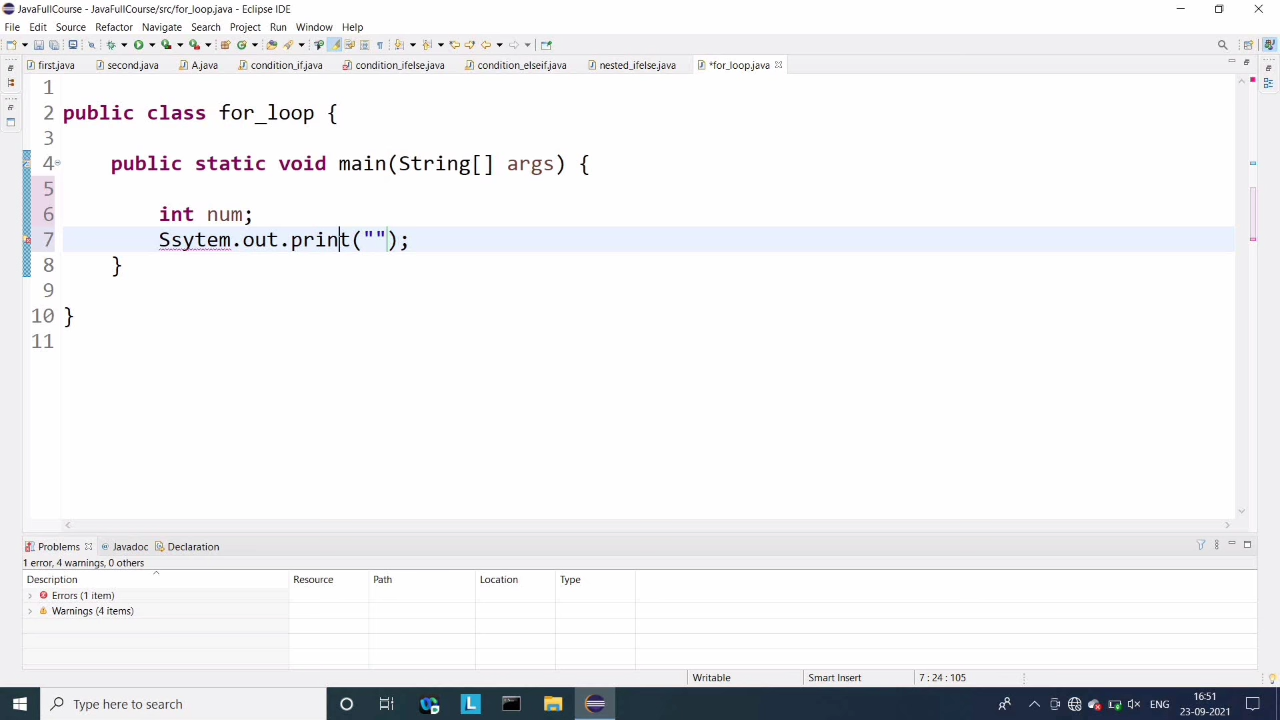 JavaFullCourse - JavaFullCourse/src/for_loop.java - Eclipse IDE
File Edit Source Refactor Navigate Search Project Run Window Help
first.java second.java A.java condition_if.java condition_ifelse.java condition_elseif.java nested_ifelse.java *for_loop.java
1
2 public class for_loop {
3
4 public static void main(String[] args) {
5
6 int num;
7 Ssytem.out.print("");
8 }
9
10 }
11
Problems Javadoc Declaration
1 error, 4 warnings, 0 others
Description Resource Path Location Type
Errors (1 item)
Warnings (4 items)
Writable Smart Insert 7 : 24 : 105
Type here to search
ENG
16:51
23-09-2021